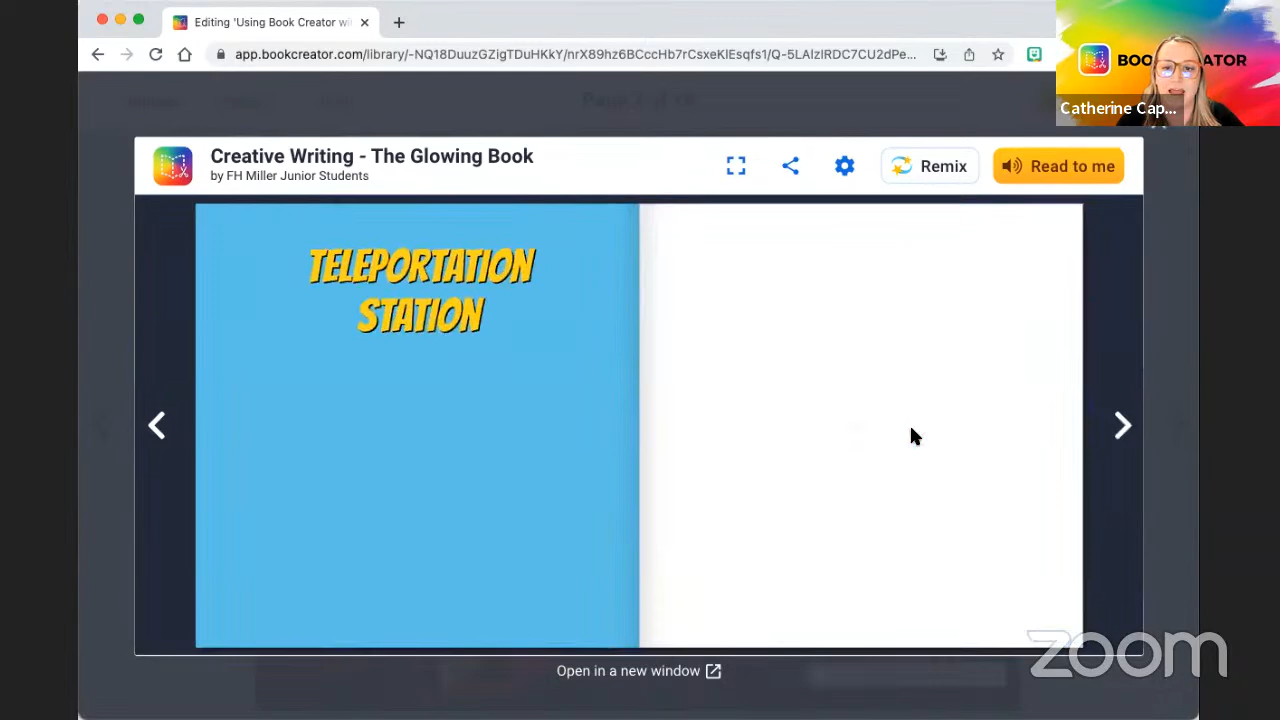 Editing 'Using Book Creator wi
app.bookcreator.com/library/-NQ18DuuzGZigTDuHKkY/nrX89hz6BCccHb7rCsxeKlEsqfs1/Q-5LAlzIRDC7CU2dPe...
Catherine Cap...
Creative Writing - The Glowing Book
by FH Miller Junior Students
Remix
Read to me
TELEPORTATION
STATION
Open in a new window
zoom